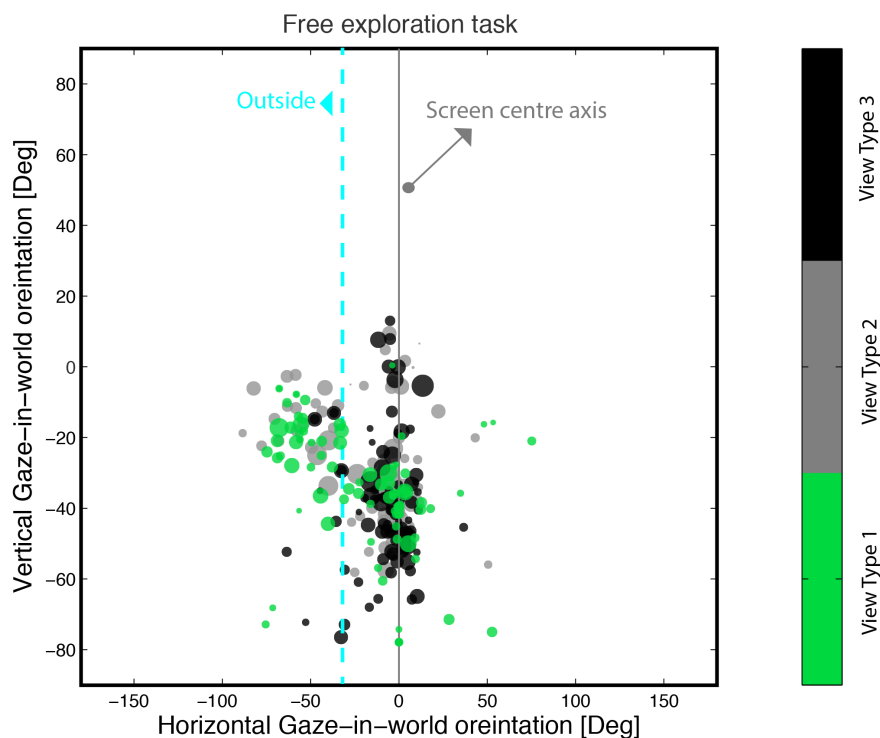 Free exploration task
Outside
Screen centre axis
Vertical Gaze−in−world oreintation [Deg]
80
60
40
20
0
−20
−40
−60
−80
−150
−100
−50
0
50
100
150
Horizontal Gaze−in−world oreintation [Deg]
View Type 3
View Type 2
View Type 1